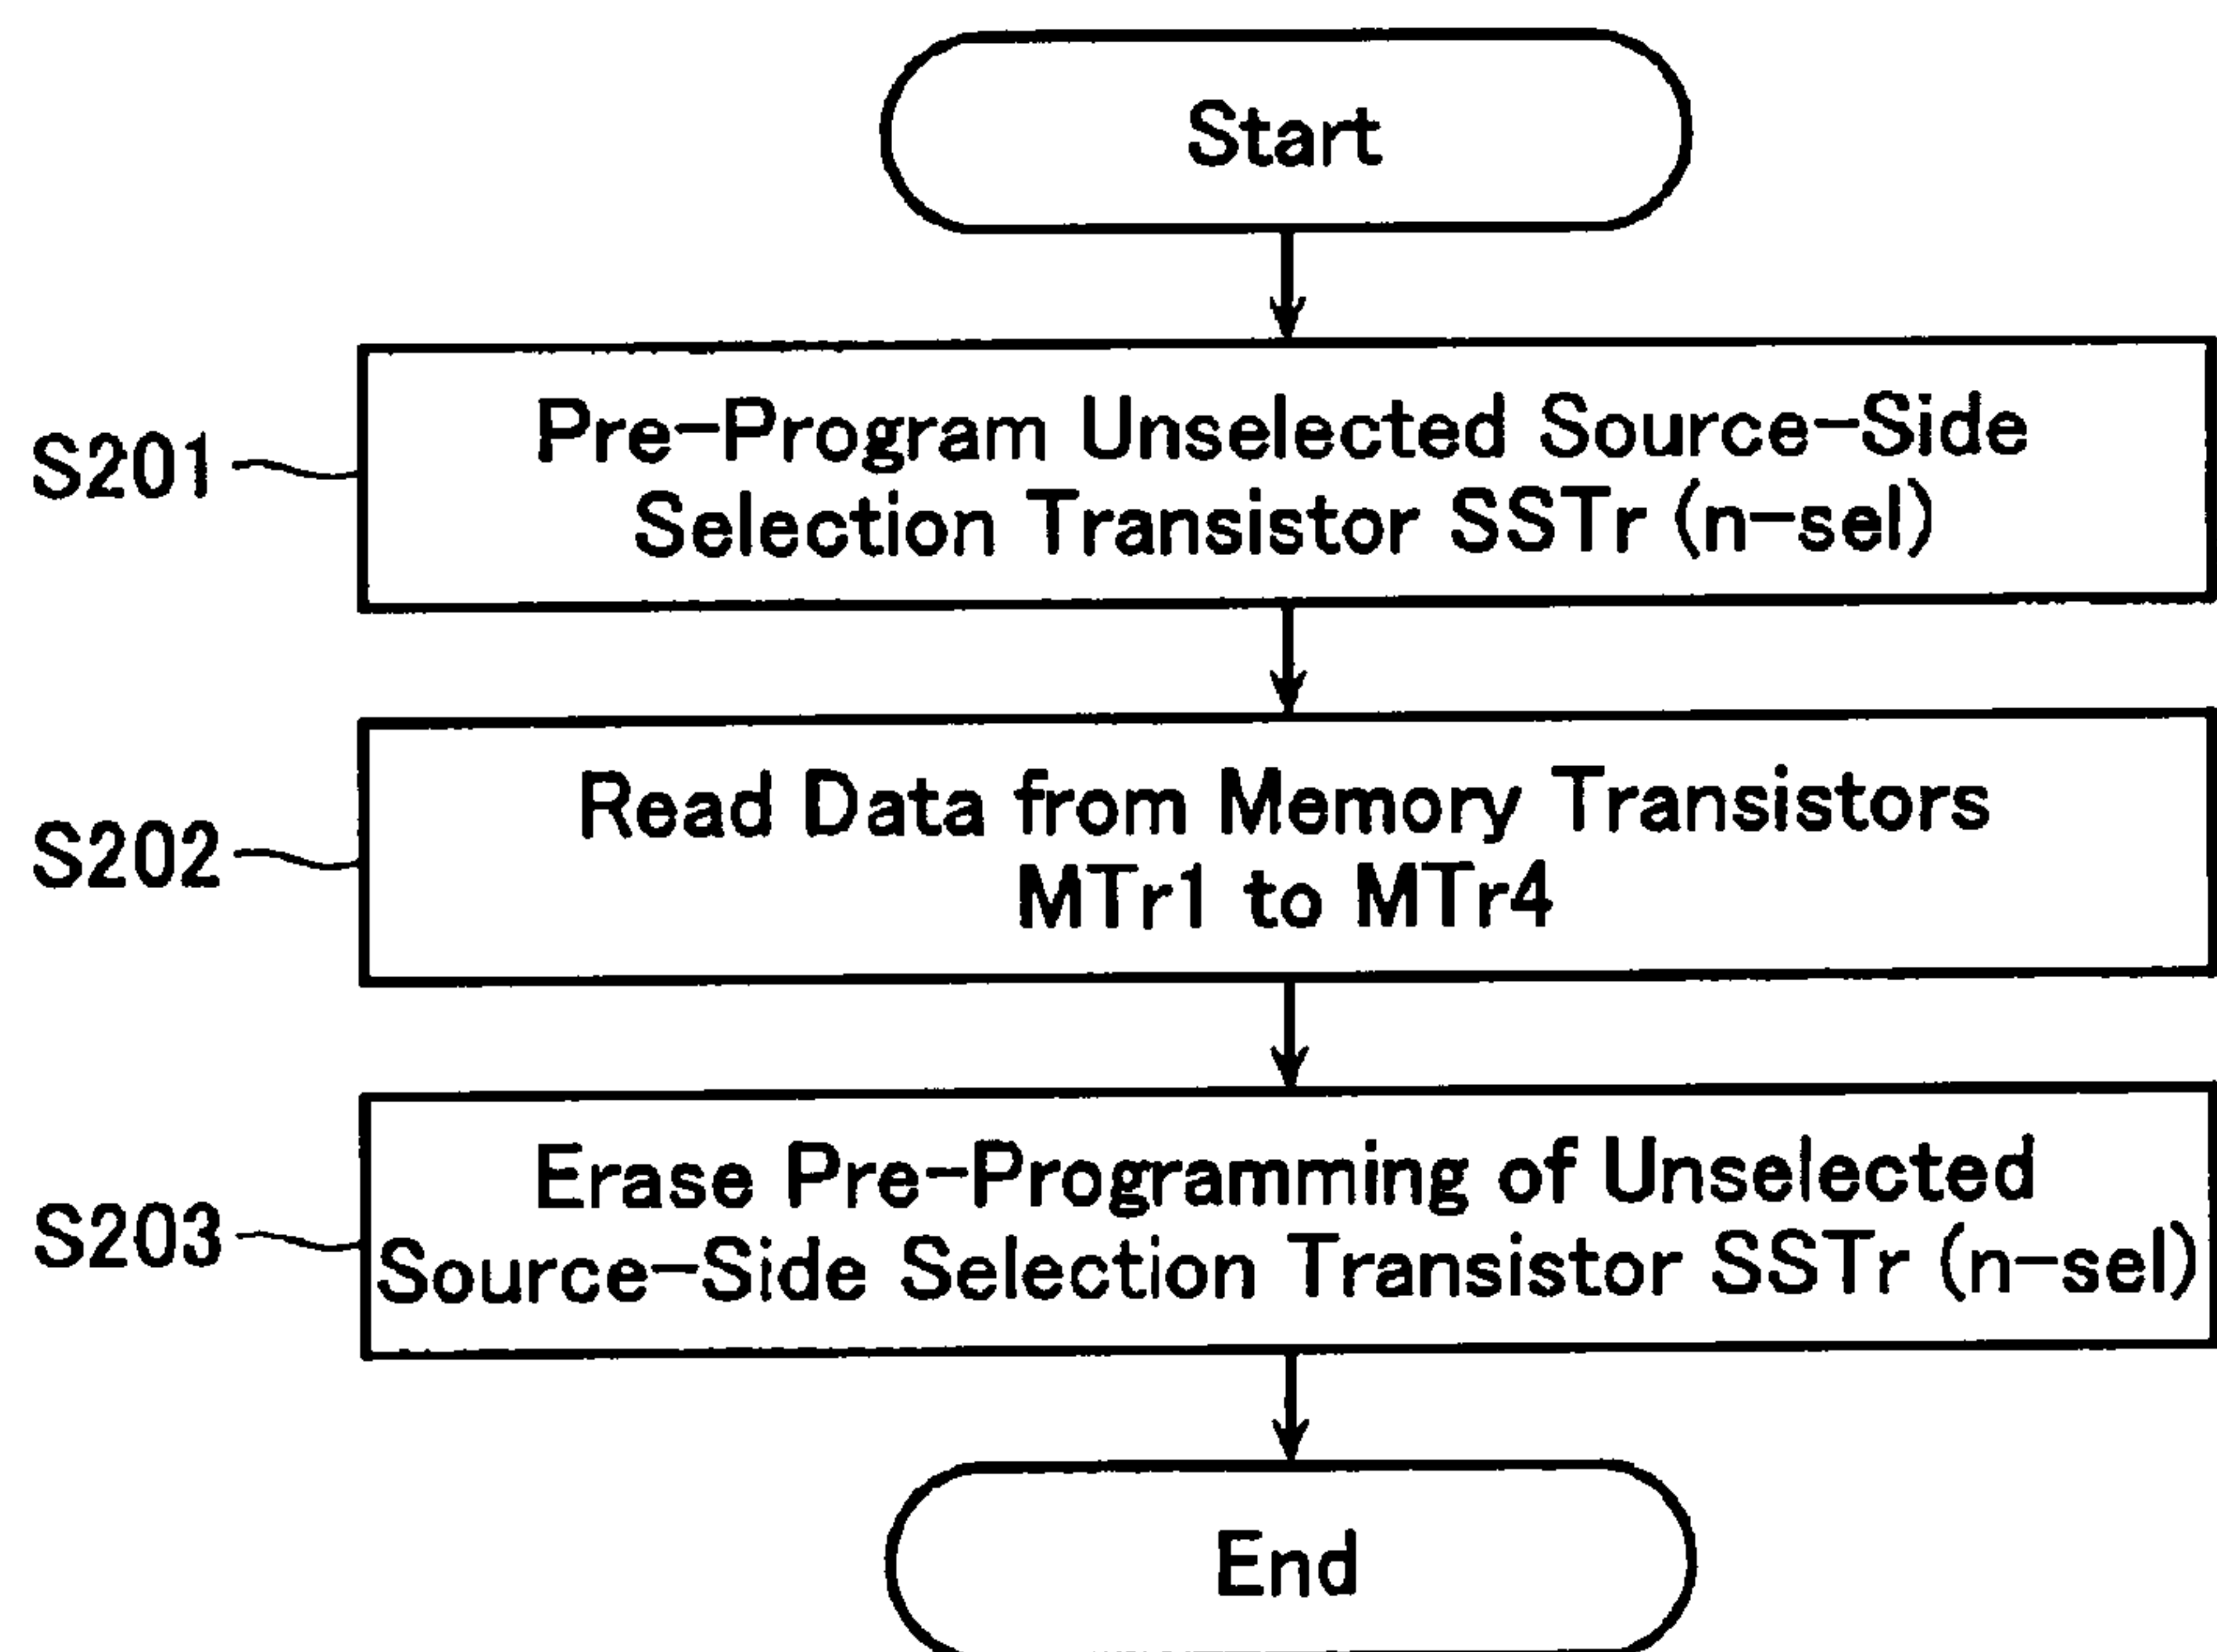 Start
S201
Pre-Program Unselected Source-Side
Selection Transistor SSTr (n-sel)
S202
Read Data from Memory Transistors
MTr1 to MTr4
S203
Erase Pre-Programming of Unselected
Source-Side Selection Transistor SSTr (n-sel)
End